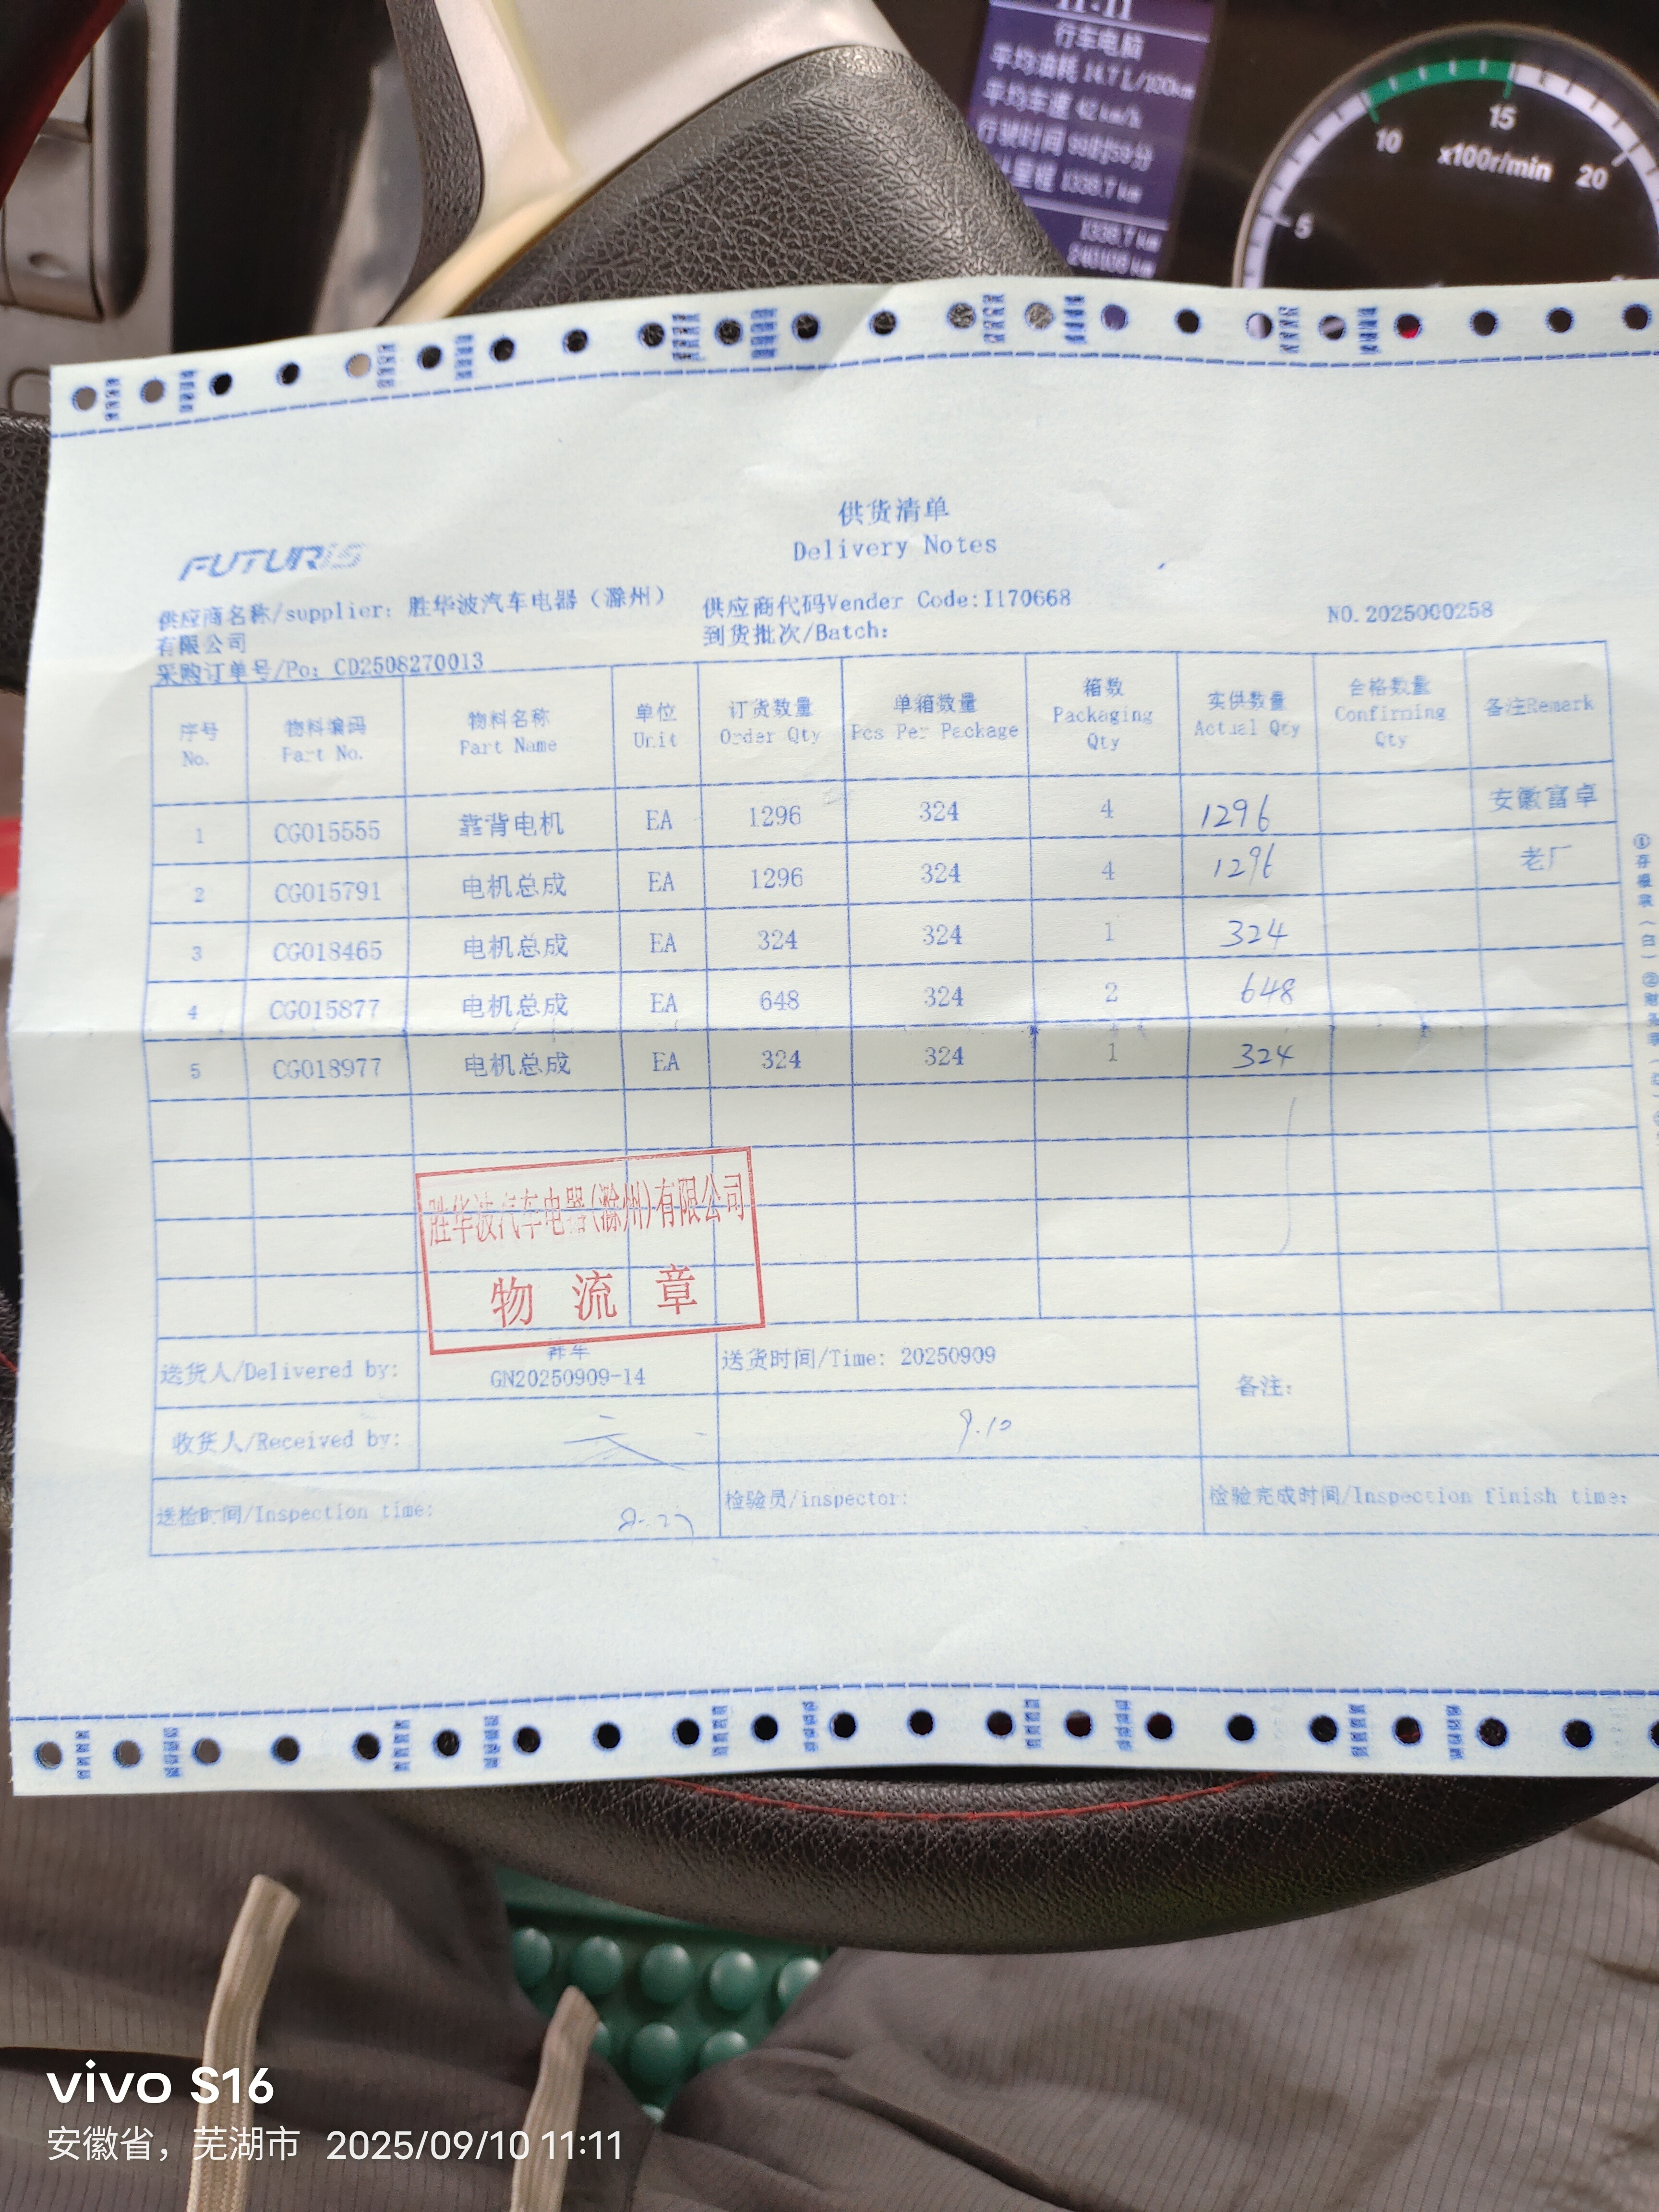 11:11
行车电脑
平均油耗 14.7 L/100km
平均车速 42 km/h
行驶时间
里程 1338.7 km
1338.7 km
5
10
15
20
x100r/min
供货清单
Delivery Notes
FUTURIS
供应商名称/supplier: 胜华波汽车电器（滁州）
有限公司
供应商代码Vender Code:I170668
NO.2025000258
到货批次/Batch:
采购订单号/Po: CD2508270013
序号 No. 物料编码 Part No. 物料名称 Part Name 单位 Unit 订货数量 Order Qty 单箱数量 Pcs Per Package 箱数 Packaging Qty 实供数量 Actual Qty 合格数量 Confirming Qty 备注Remark
1 CG015555 靠背电机 EA 1296 324 4 1296 安徽富卓
2 CG015791 电机总成 EA 1296 324 4 1296 老厂
3 CG018465 电机总成 EA 324 324 1 324
4 CG015877 电机总成 EA 648 324 2 648
5 CG018977 电机总成 EA 324 324 1 324
胜华波汽车电器(滁州)有限公司
物流章
送货人/Delivered by: GN20250909-14 送货时间/Time: 20250909 备注:
收货人/Received by: 9.10
送检时间/Inspection time: 检验员/inspector: 检验完成时间/Inspection finish time:
vivo S16
安徽省，芜湖市 2025/09/10 11:11